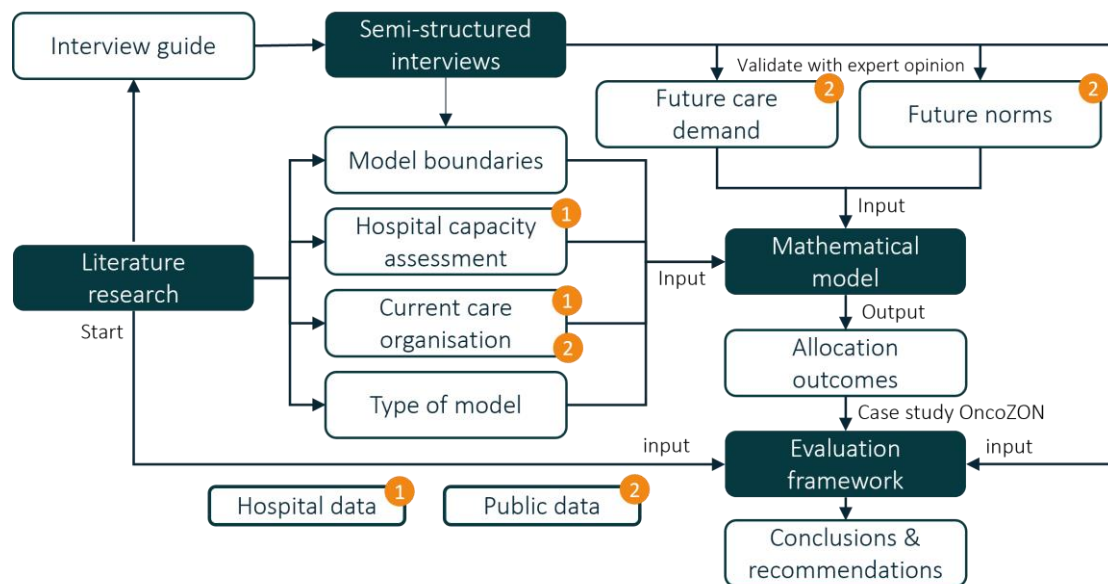 Interview guide
Semi-structured
interviews
Validate with expert opinion
2
Future care
demand
2
Future norms
Model boundaries
Input
1
Hospital capacity
assessment
Literature
research
Start
Input
Mathematical
model
1
Current care
organisation
2
Output
Allocation
outcomes
Type of model
Case study OncoZON
input
Evaluation
framework
input
Hospital data
1
Public data
2
Conclusions &
recommendations